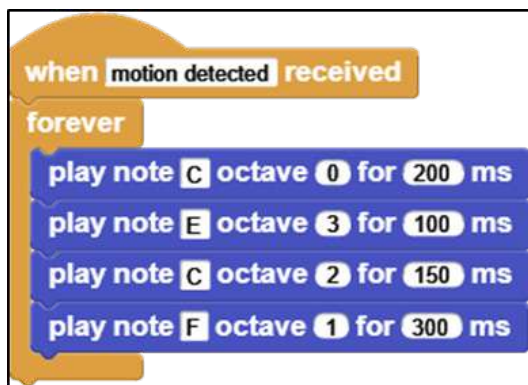 when motion detected received
forever
play note C octave 0 for 200 ms
play note E octave 3 for 100 ms
play note C octave 2 for 150 ms
play note F octave 1 for 300 ms